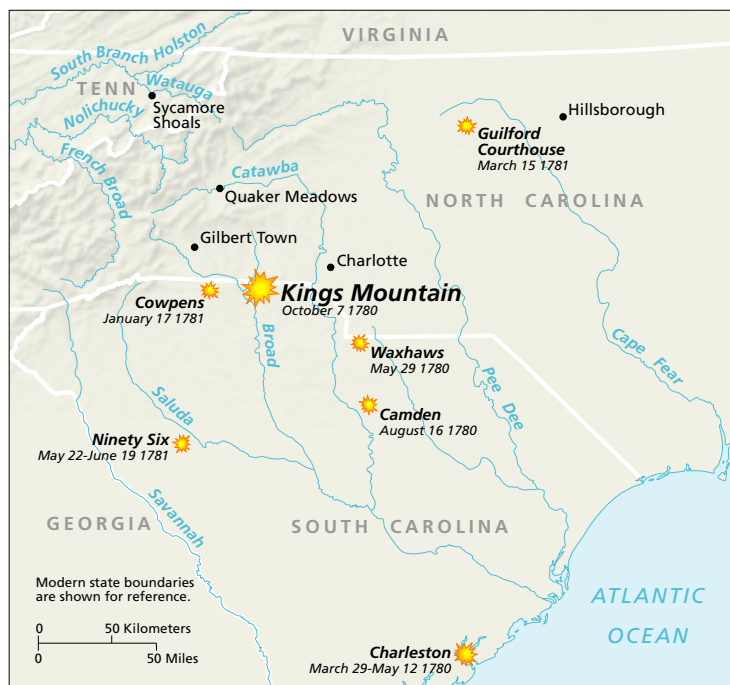 VIRGINIA
South Branch Holston
TENN
Watauga
Sycamore
Shoals
Nolichucky
French Broad
Hillsborough
Guilford
Courthouse
March 15 1781
Catawba
Quaker Meadows
NORTH CAROLINA
Gilbert Town
Charlotte
Kings Mountain
October 7 1780
Cowpens
January 17 1781
Broad
Waxhaws
May 29 1780
Cape Fear
Pee Dee
Saluda
Camden
August 16 1780
Ninety Six
May 22-June 19 1781
Savannah
GEORGIA
SOUTH CAROLINA
Modern state boundaries
are shown for reference.
ATLANTIC
OCEAN
0 50 Kilometers
0 50 Miles
Charleston
March 29-May 12 1780